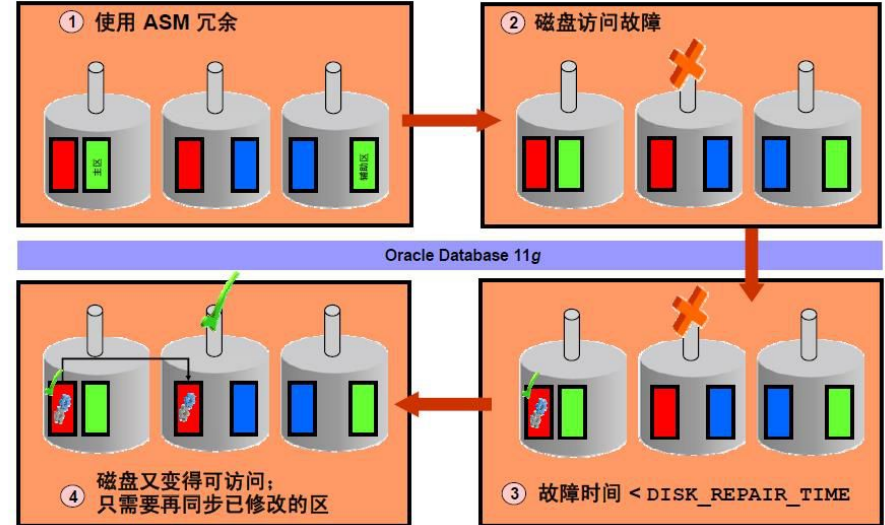 ① 使用 ASM 冗余
主区
辅助区
② 磁盘访问故障
Oracle Database 11g
④ 磁盘又变得可访问;
只需要再同步已修改的区
③ 故障时间 < DISK_REPAIR_TIME